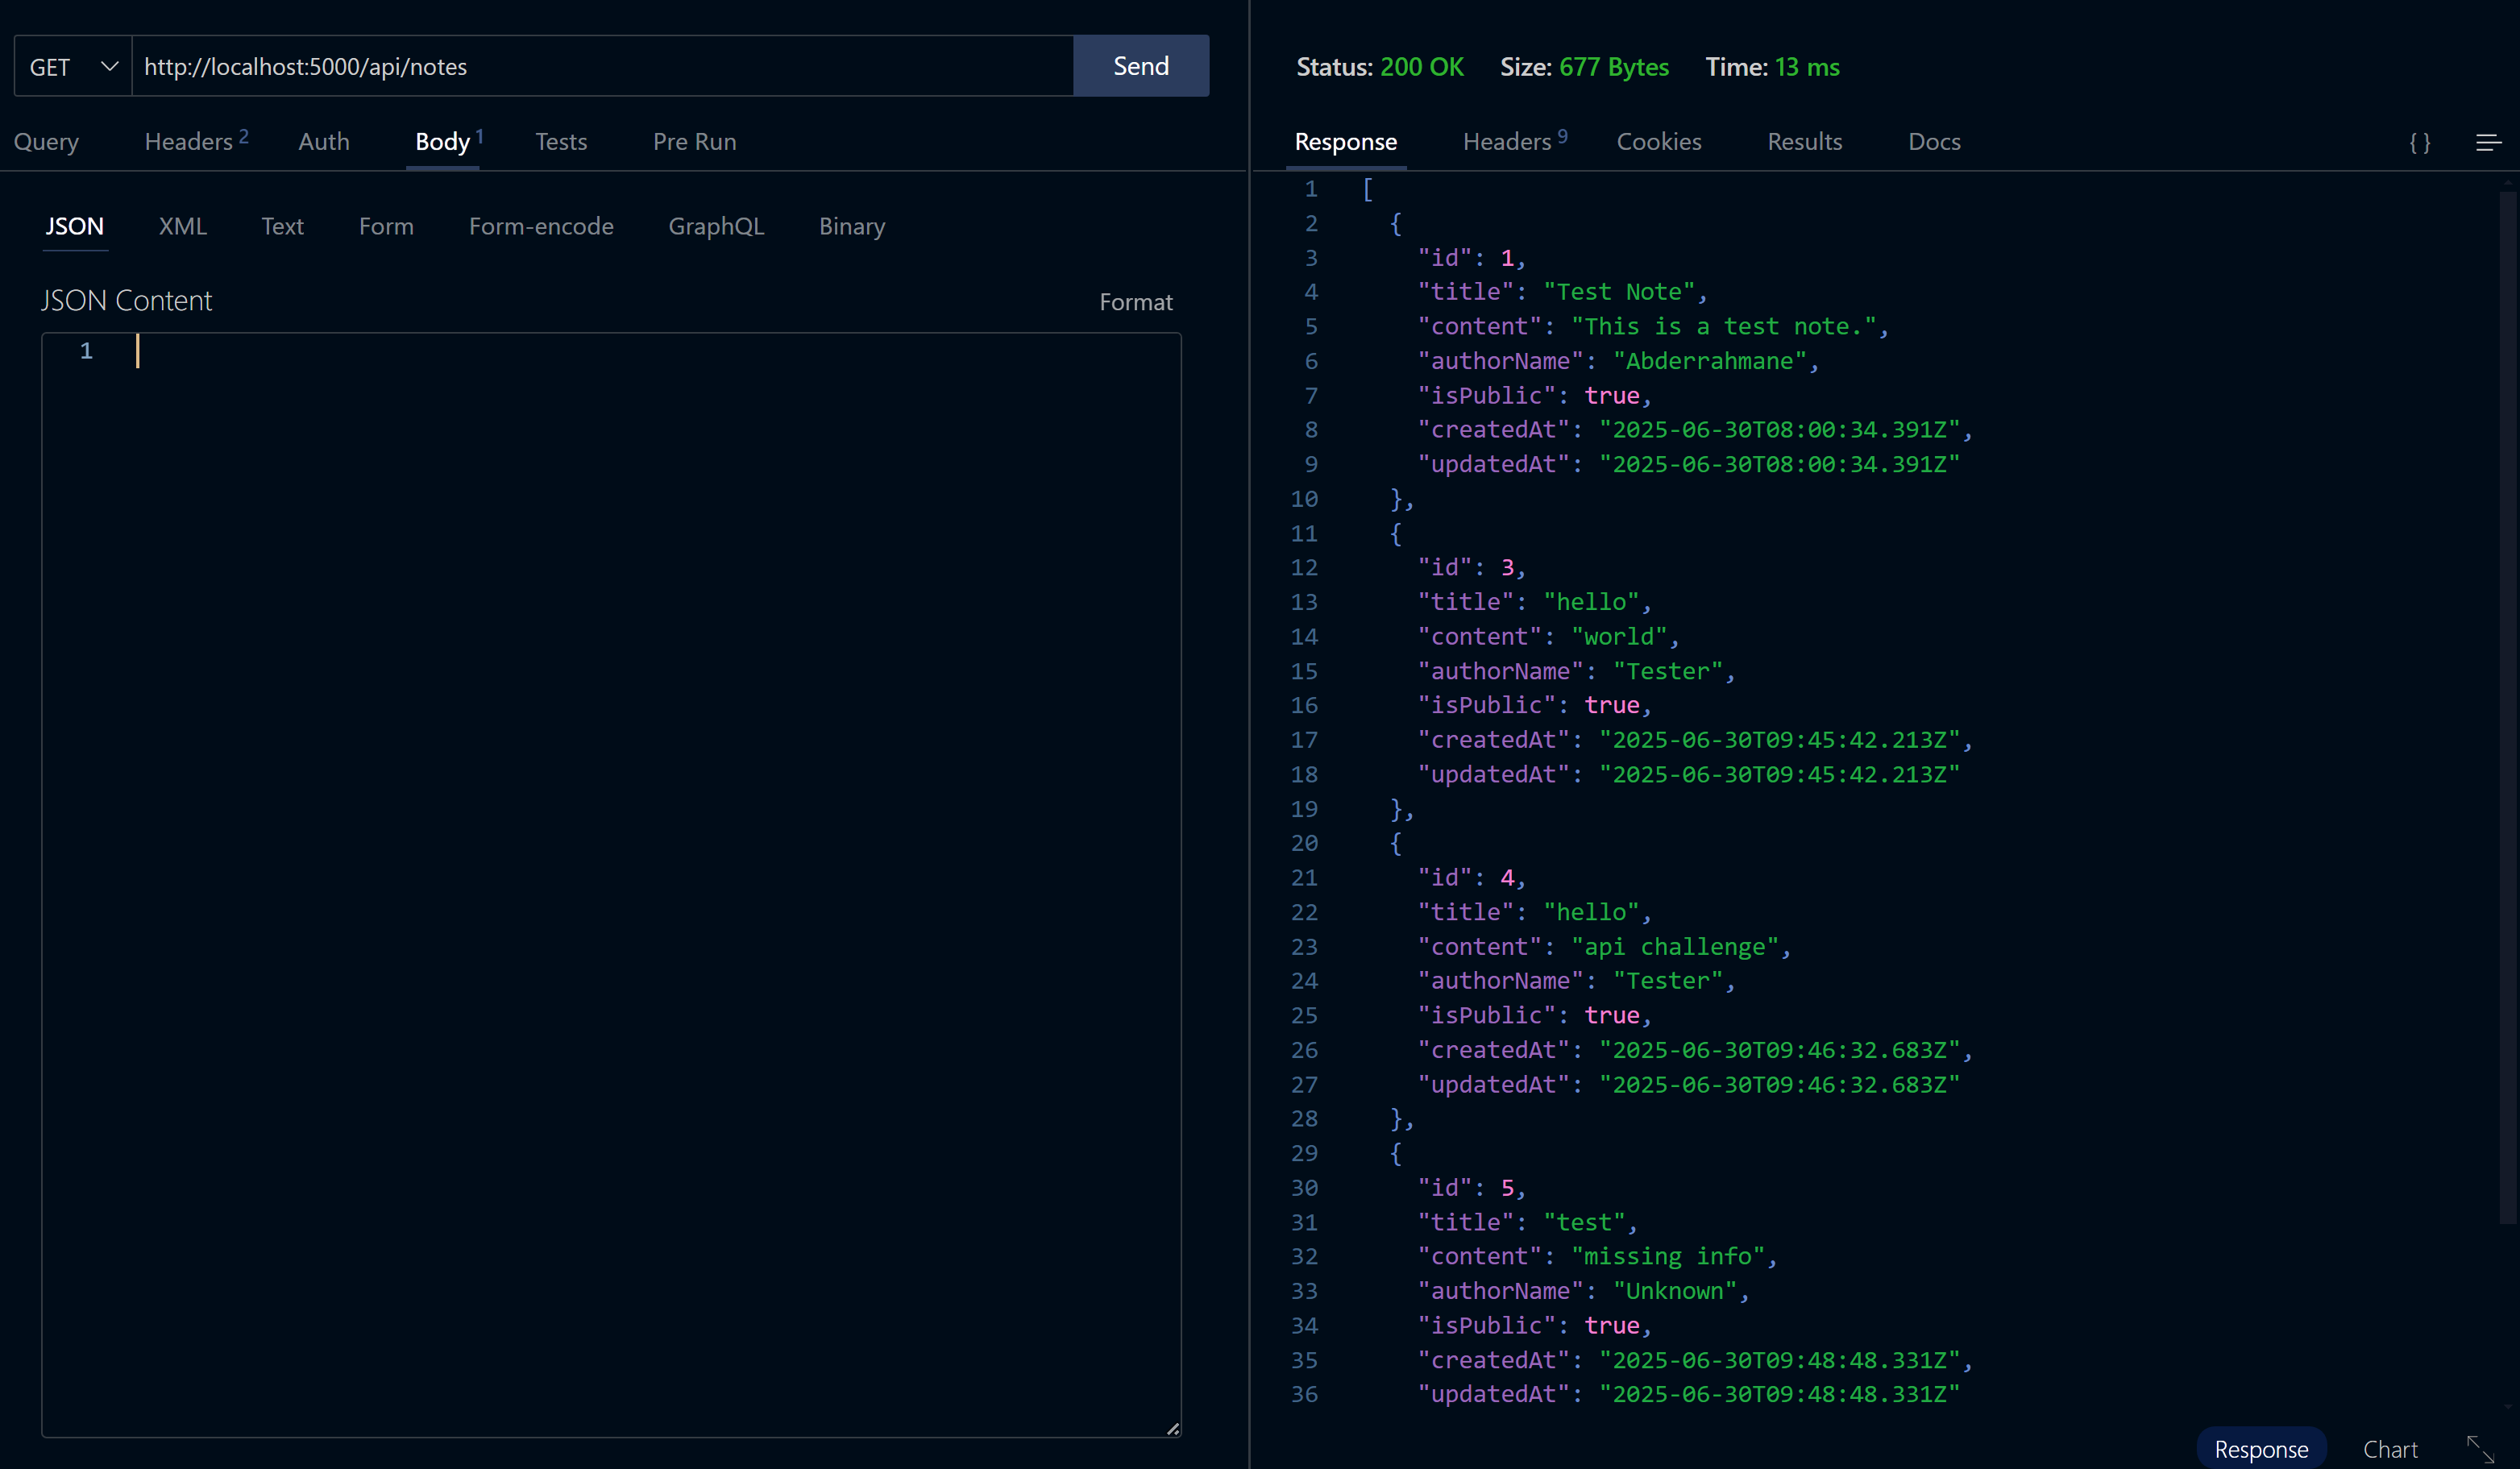 GET http://localhost:5000/api/notes Send
Query Headers 2 Auth Body 1 Tests Pre Run
JSON XML Text Form Form-encode GraphQL Binary
JSON Content Format
1
Status: 200 OK Size: 677 Bytes Time: 13 ms
Response Headers 9 Cookies Results Docs { }
1 [
2 {
3 "id": 1,
4 "title": "Test Note",
5 "content": "This is a test note.",
6 "authorName": "Abderrahmane",
7 "isPublic": true,
8 "createdAt": "2025-06-30T08:00:34.391Z",
9 "updatedAt": "2025-06-30T08:00:34.391Z"
10 },
11 {
12 "id": 3,
13 "title": "hello",
14 "content": "world",
15 "authorName": "Tester",
16 "isPublic": true,
17 "createdAt": "2025-06-30T09:45:42.213Z",
18 "updatedAt": "2025-06-30T09:45:42.213Z"
19 },
20 {
21 "id": 4,
22 "title": "hello",
23 "content": "api challenge",
24 "authorName": "Tester",
25 "isPublic": true,
26 "createdAt": "2025-06-30T09:46:32.683Z",
27 "updatedAt": "2025-06-30T09:46:32.683Z"
28 },
29 {
30 "id": 5,
31 "title": "test",
32 "content": "missing info",
33 "authorName": "Unknown",
34 "isPublic": true,
35 "createdAt": "2025-06-30T09:48:48.331Z",
36 "updatedAt": "2025-06-30T09:48:48.331Z"
Response Chart